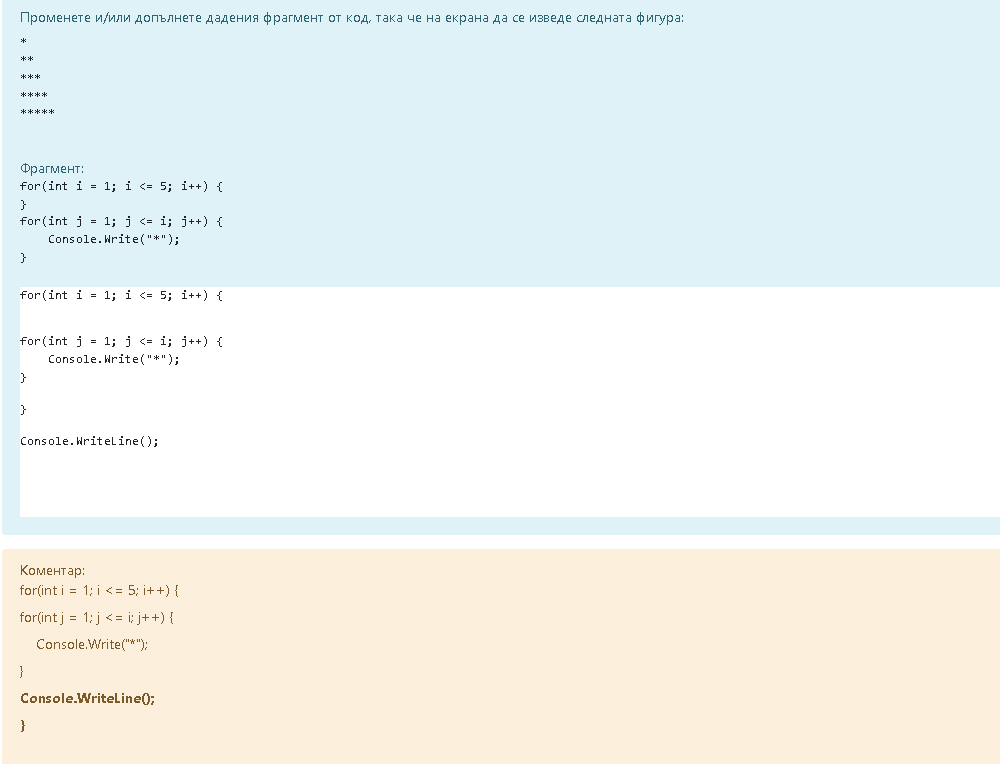 Променете и/или допълнете дадения фрагмент от код, така че на екрана да се изведе следната фигура:
*
**
***
****
*****
Фрагмент:
for(int i = 1; i <= 5; i++) {
}
for(int j = 1; j <= i; j++) {
    Console.Write("*");
}
for(int i = 1; i <= 5; i++) {
for(int j = 1; j <= i; j++) {
    Console.Write("*");
}
}
Console.WriteLine();
Коментар:
for(int i = 1; i <= 5; i++) {
for(int j = 1; j <= i; j++) {
    Console.Write("*");
}
Console.WriteLine();
}